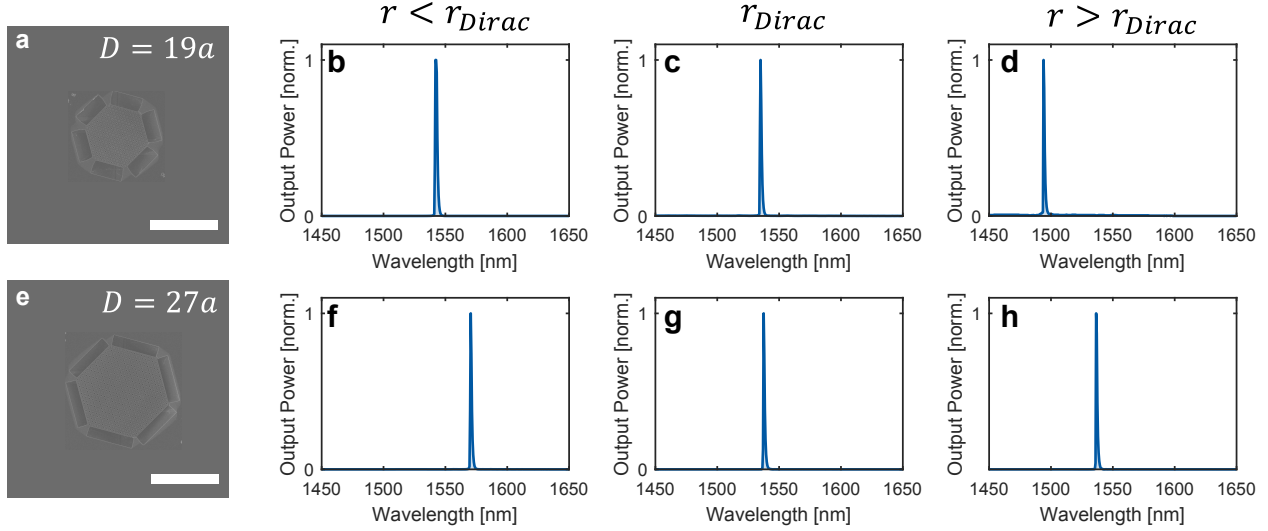 r < r_Dirac
r_Dirac
r > r_Dirac
a
D = 19a
b
Output Power [norm.]
1
0
1450 1500 1550 1600 1650
Wavelength [nm]
c
Output Power [norm.]
1
0
1450 1500 1550 1600 1650
Wavelength [nm]
d
Output Power [norm.]
1
0
1450 1500 1550 1600 1650
Wavelength [nm]
e
D = 27a
f
Output Power [norm.]
1
0
1450 1500 1550 1600 1650
Wavelength [nm]
g
Output Power [norm.]
1
0
1450 1500 1550 1600 1650
Wavelength [nm]
h
Output Power [norm.]
1
0
1450 1500 1550 1600 1650
Wavelength [nm]